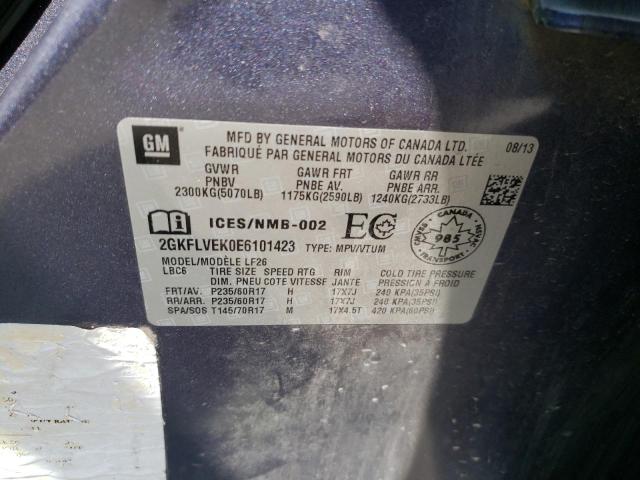 GM
MFD BY GENERAL MOTORS OF CANADA LTD.
FABRIQUÉ PAR GENERAL MOTORS DU CANADA LTÉE
08/13
GVWR GAWR FRT GAWR RR
PNBV PNBE AV. PNBE ARR.
2300KG(5070LB) 1175KG(2590LB) 1240KG(2733LB)
ICES/NMB-002 EC
CANADA
985
2GKFLVEK0E6101423 TYPE: MPV/VTUM
MODEL/MODÈLE LF26
LBC6 TIRE SIZE SPEED RTG RIM COLD TIRE PRESSURE
DIM. PNEU COTE VITESSE JANTE PRESSION À FROID
FRT/AV. P235/60R17 H 17X7J 240 KPA(35PSI)
RR/ARR. P235/60R17 H 17X7J 240 KPA(35PSI)
SPA/SOS T145/70R17 M 17X4.5T 420 KPA(60PSI)